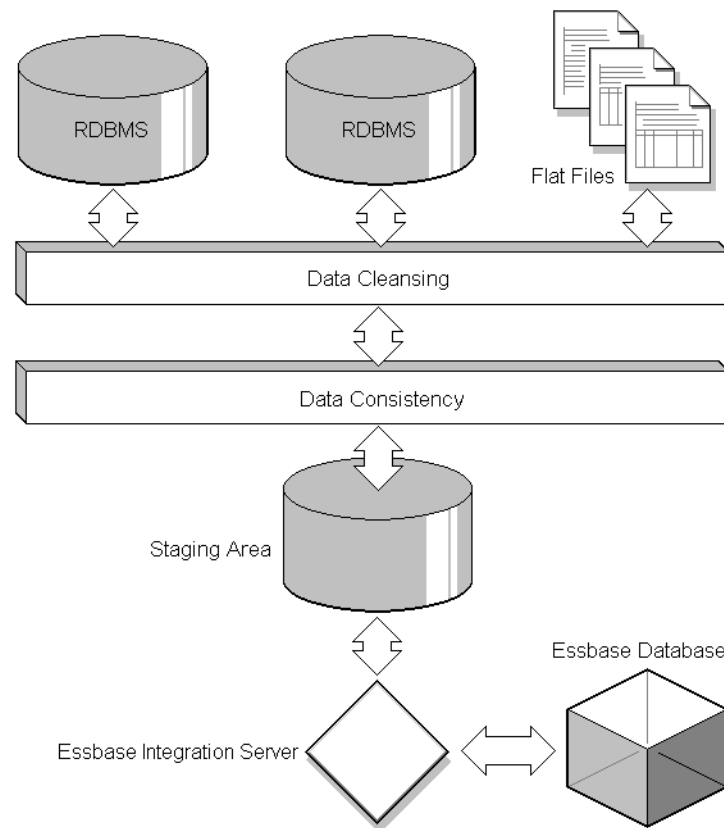 RDBMS
RDBMS
Flat Files
Data Cleansing
Data Consistency
Staging Area
Essbase Database
Essbase Integration Server